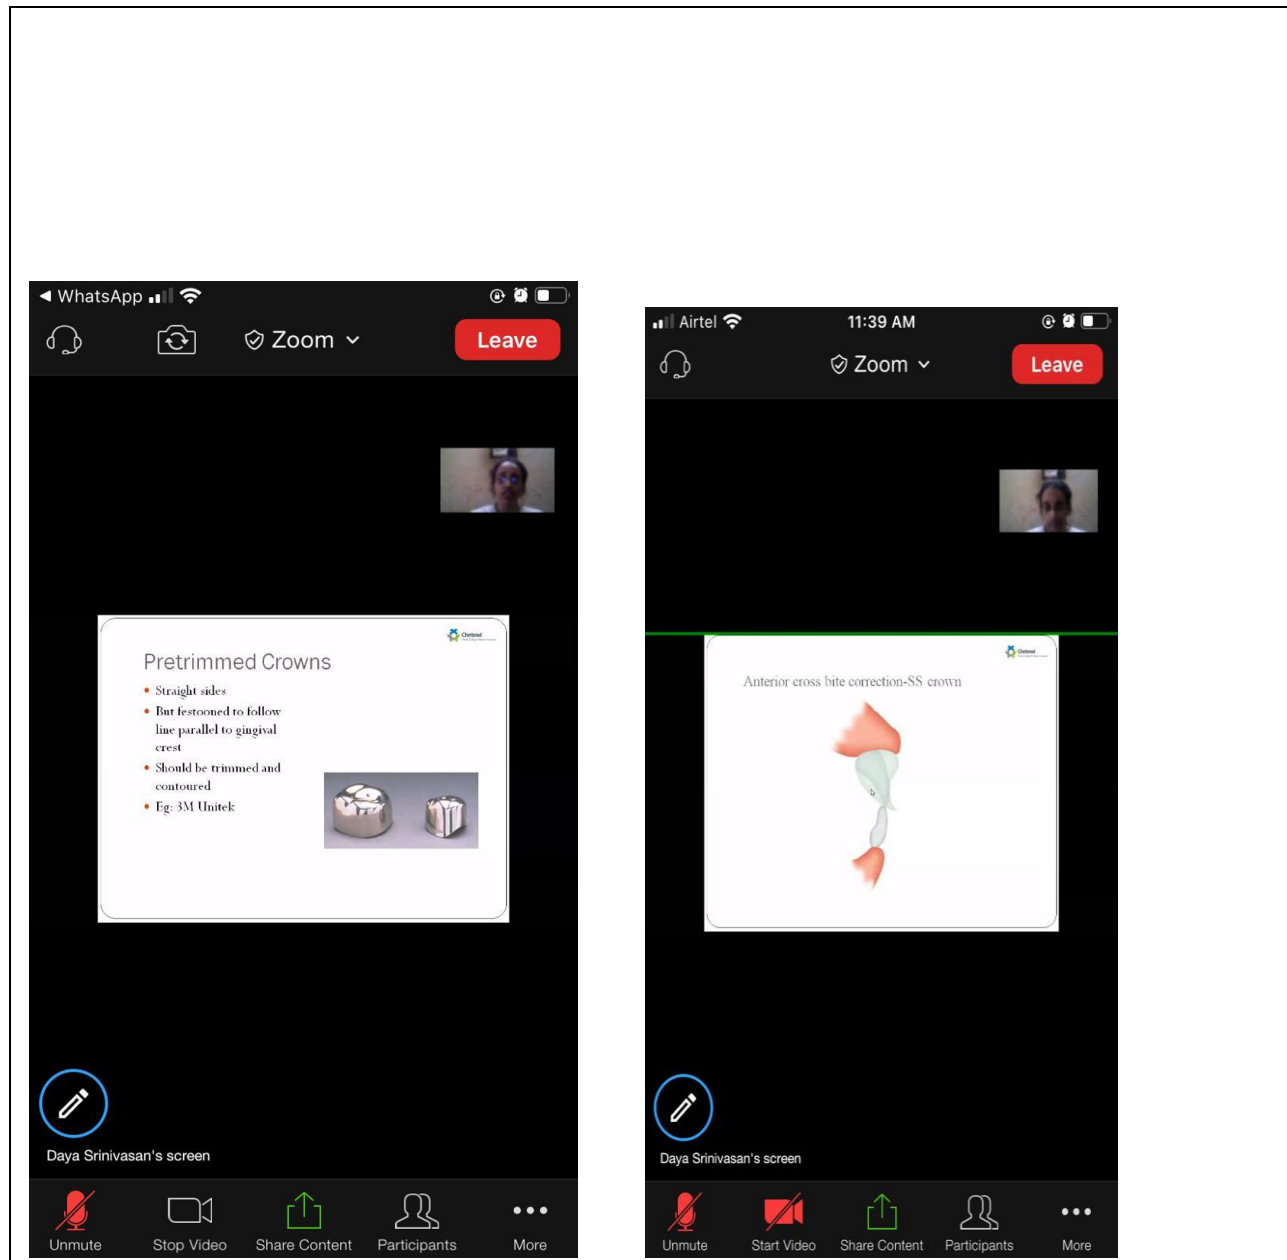 WhatsApp
Zoom
Leave
Chettinad
Pretrimmed Crowns
Straight sides
But festooned to follow
line parallel to gingival
crest
Should be trimmed and
contoured
Eg: 3M Unitek
Daya Srinivasan's screen
Unmute Stop Video Share Content Participants More
Airtel 11:39 AM
Zoom
Leave
Chettinad
Anterior cross bite correction-SS crown
Daya Srinivasan's screen
Unmute Start Video Share Content Participants More